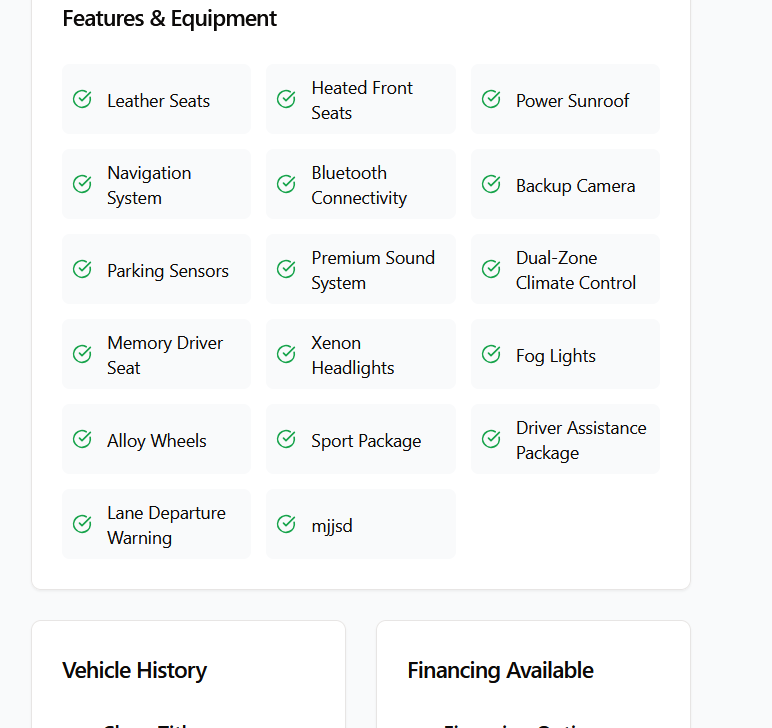 Features & Equipment
Leather Seats
Heated Front
Seats
Power Sunroof
Navigation
System
Bluetooth
Connectivity
Backup Camera
Parking Sensors
Premium Sound
System
Dual-Zone
Climate Control
Memory Driver
Seat
Xenon
Headlights
Fog Lights
Alloy Wheels
Sport Package
Driver Assistance
Package
Lane Departure
Warning
mjjsd
Vehicle History
Financing Available